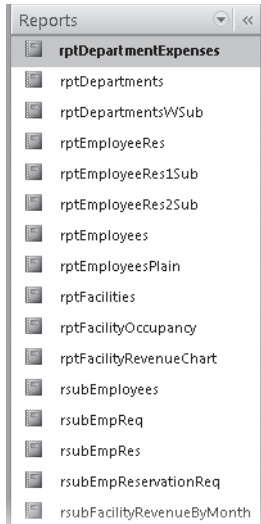 Reports
rptDepartmentExpenses
rptDepartments
rptDepartmentsWSub
rptEmployeeRes
rptEmployeeRes1Sub
rptEmployeeRes2Sub
rptEmployees
rptEmployeesPlain
rptFacilities
rptFacilityOccupancy
rptFacilityRevenueChart
rsubEmployees
rsubEmpReq
rsubEmpRes
rsubEmpReservationReq
rsubFacilityRevenueByMonth